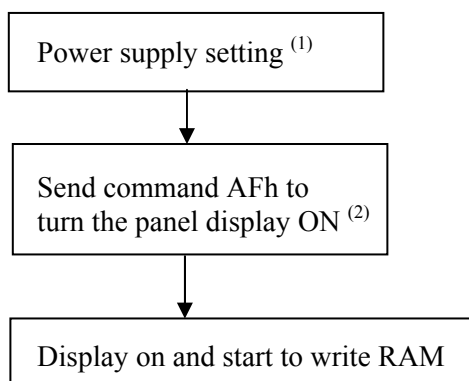 Power supply setting (1)
Send command AFh to
turn the panel display ON (2)
Display on and start to write RAM